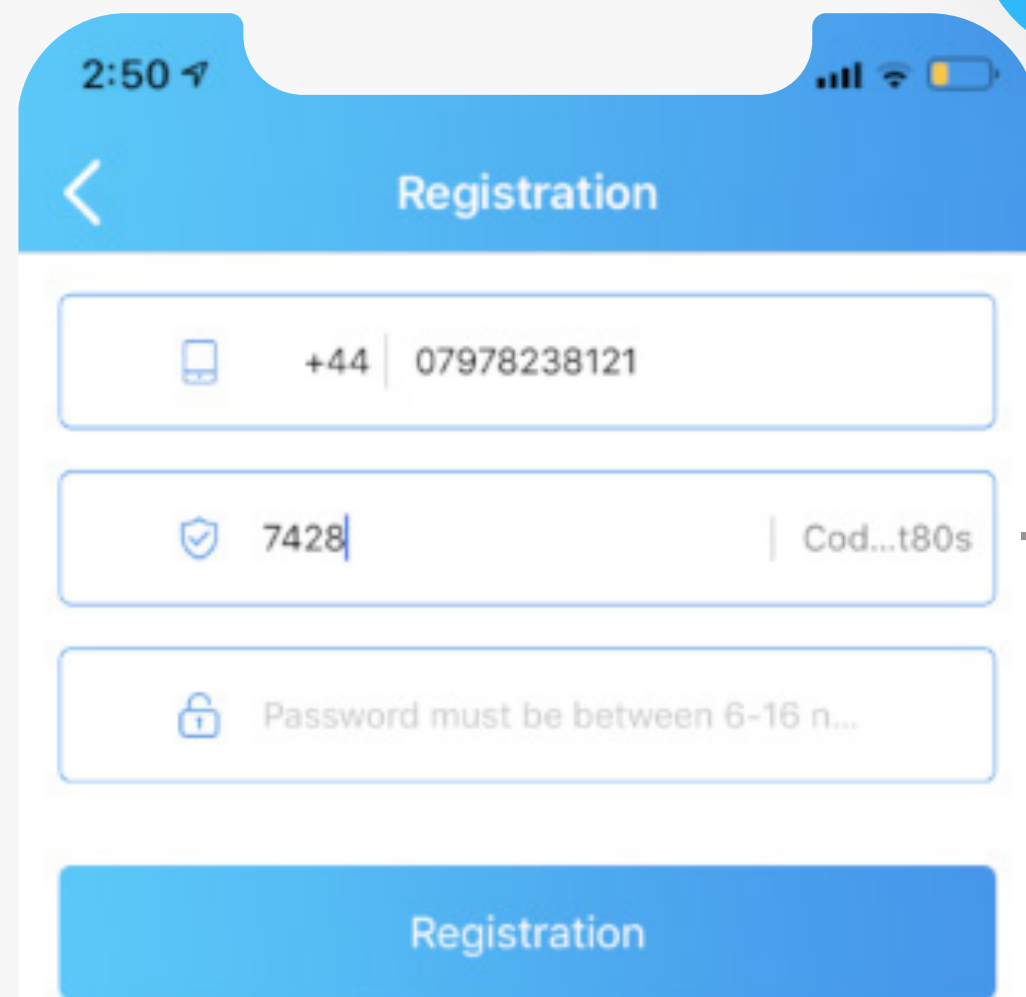 2:50
Registration
+44 07978238121
7428 Cod...t80s
Password must be between 6-16 n...
Registration